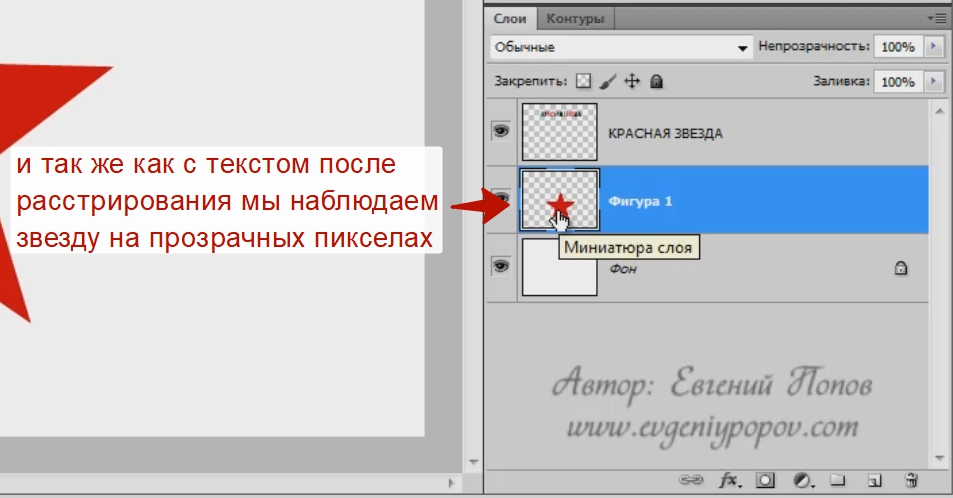 Слои Контуры
Обычные Непрозрачность: 100%
Закрепить: Заливка: 100%
КРАСНАЯ ЗВЕЗДА
и так же как с текстом после
расстрирования мы наблюдаем
звезду на прозрачных пикселах
Фигура 1
Миниатюра слоя
Фон
Автор: Евгений Попов
www.evgeniypopov.com
fx